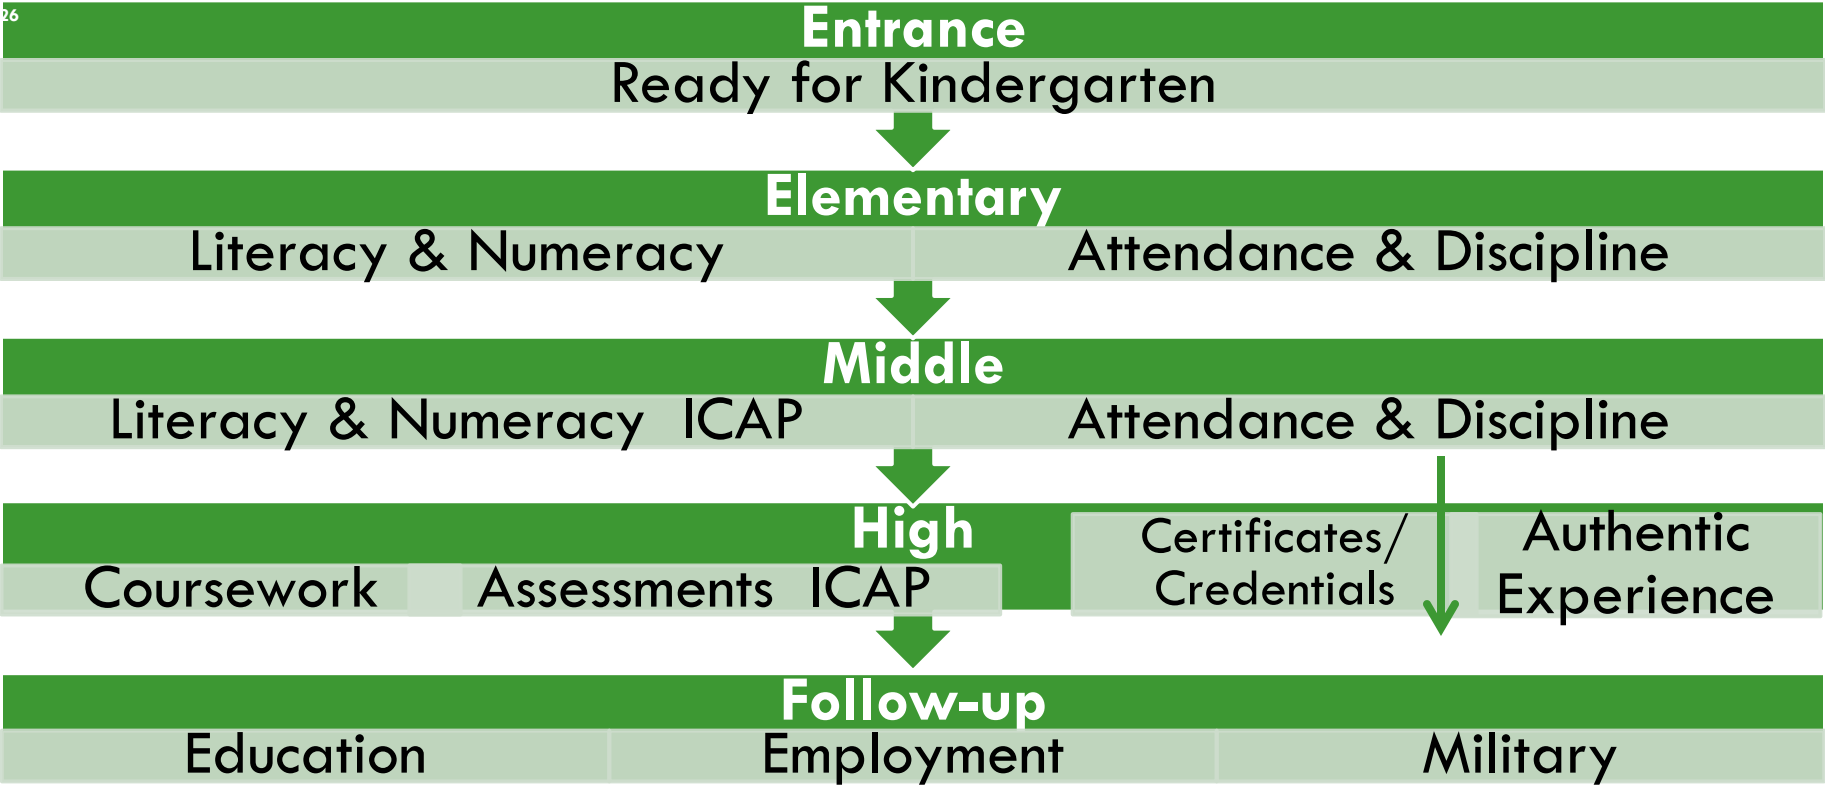 26
Entrance
Ready for Kindergarten
Elementary
Literacy & Numeracy
Attendance & Discipline
Middle
Literacy & Numeracy ICAP
Attendance & Discipline
High
Coursework
Assessments ICAP
Certificates/
Credentials
Authentic
Experience
Follow-up
Education
Employment
Military